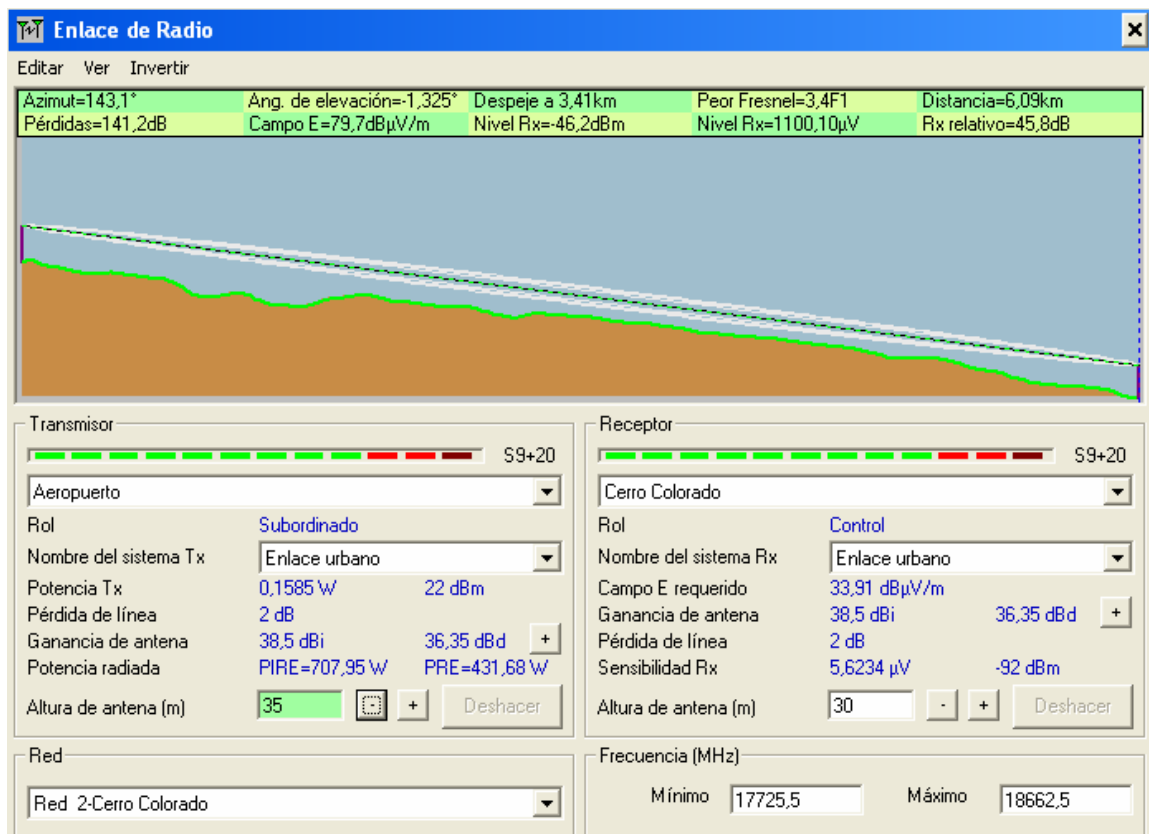 Enlace de Radio
Editar Ver Invertir
Azimut=143,1° Ang. de elevación=-1,325° Despeje a 3,41km Peor Fresnel=3,4F1 Distancia=6,09km
Pérdidas=141,2dB Campo E=79,7dBµV/m Nivel Rx=-46,2dBm Nivel Rx=1100,10µV Rx relativo=45,8dB
Transmisor
S9+20
Aeropuerto
Rol Subordinado
Nombre del sistema Tx Enlace urbano
Potencia Tx 0,1585 W 22 dBm
Pérdida de línea 2 dB
Ganancia de antena 38,5 dBi 36,35 dBd +
Potencia radiada PIRE=707,95 W PRE=431,68 W
Altura de antena (m) 35 - + Deshacer
Receptor
S9+20
Cerro Colorado
Rol Control
Nombre del sistema Rx Enlace urbano
Campo E requerido 33,91 dBµV/m
Ganancia de antena 38,5 dBi 36,35 dBd +
Pérdida de línea 2 dB
Sensibilidad Rx 5,6234 µV -92 dBm
Altura de antena (m) 30 - + Deshacer
Red
Red 2-Cerro Colorado
Frecuencia (MHz)
Mínimo 17725,5 Máximo 18662,5